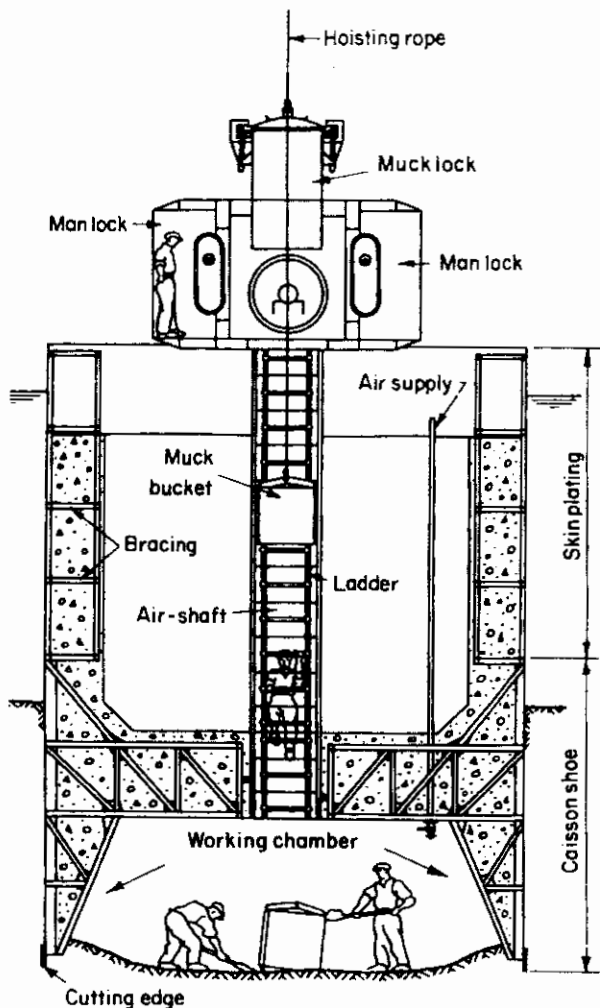 Hoisting rope
Muck lock
Man lock
Man lock
Air supply
Muck
bucket
Skin plating
Bracing
Ladder
Air-shaft
Working chamber
Caisson shoe
Cutting edge